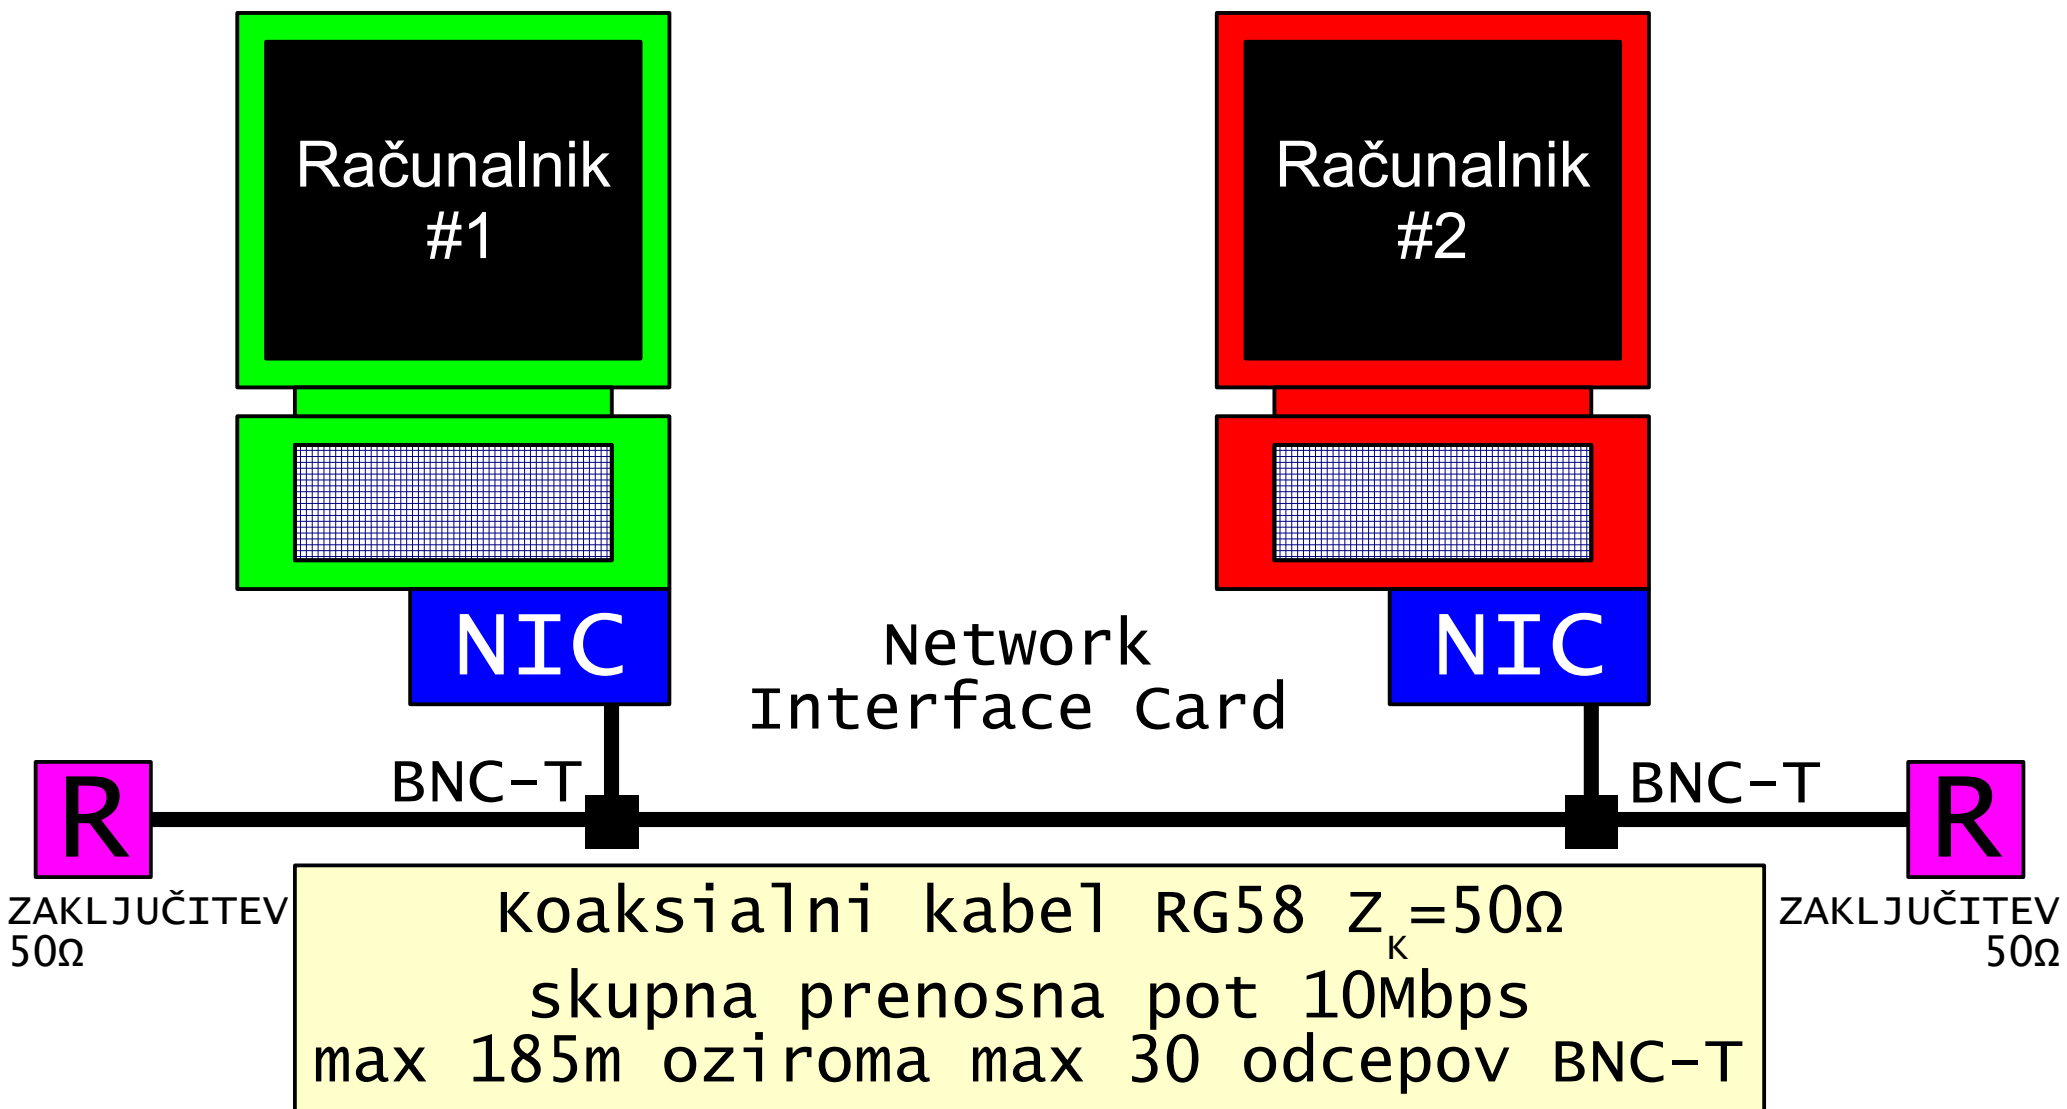 Računalnik
#1
Računalnik
#2
NIC
Network
Interface Card
NIC
BNC-T
BNC-T
R
R
ZAKLJUČITEV
50Ω
ZAKLJUČITEV
50Ω
Koaksialni kabel RG58 Z_K=50Ω
skupna prenosna pot 10Mbps
max 185m oziroma max 30 odcepov BNC-T